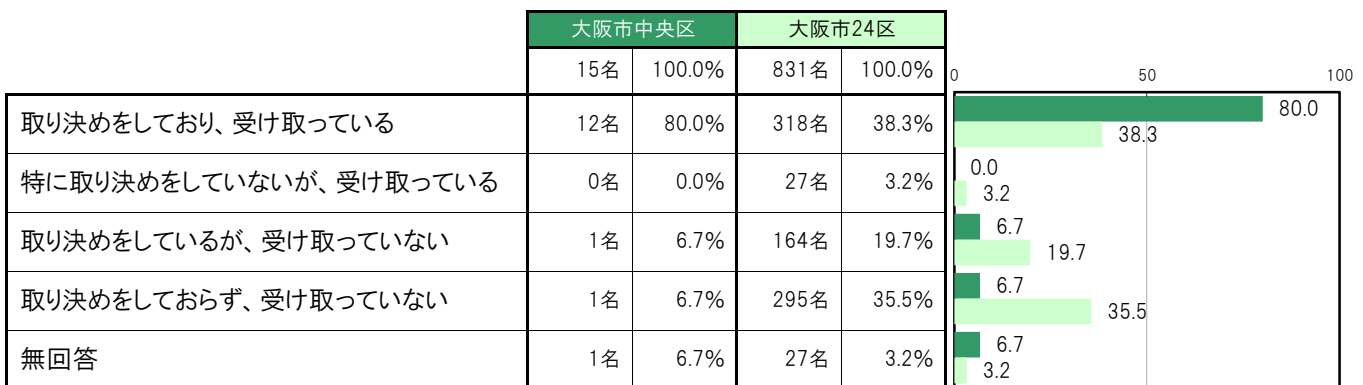 大阪市中央区 大阪市24区
15名 100.0% 831名 100.0%
0 50 100
取り決めをしており、受け取っている 12名 80.0% 318名 38.3%
80.0
38.3
特に取り決めをしていないが、受け取っている 0名 0.0% 27名 3.2%
0.0
3.2
取り決めをしているが、受け取っていない 1名 6.7% 164名 19.7%
6.7
19.7
取り決めをしておらず、受け取っていない 1名 6.7% 295名 35.5%
6.7
35.5
無回答 1名 6.7% 27名 3.2%
6.7
3.2